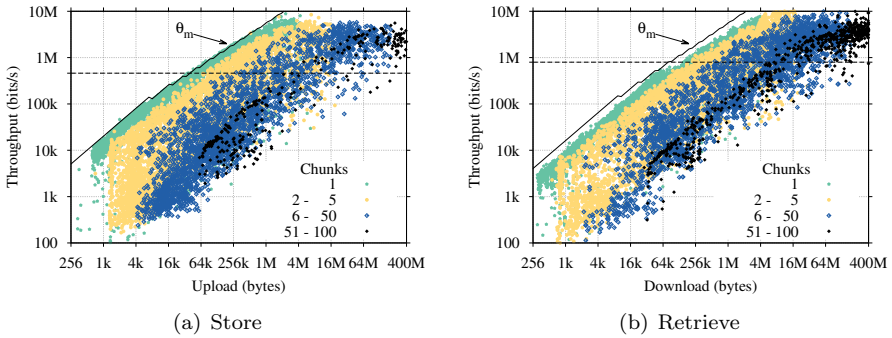 10M
1M
100k
10k
1k
100
Throughput (bits/s)
θm
Chunks
1
2 - 5
6 - 50
51 - 100
256 1k 4k 16k 64k 256k 1M 4M 16M 64M 400M
Upload (bytes)
(a) Store
10M
1M
100k
10k
1k
100
Throughput (bits/s)
θm
Chunks
1
2 - 5
6 - 50
51 - 100
256 1k 4k 16k 64k 256k 1M 4M 16M 64M 400M
Download (bytes)
(b) Retrieve